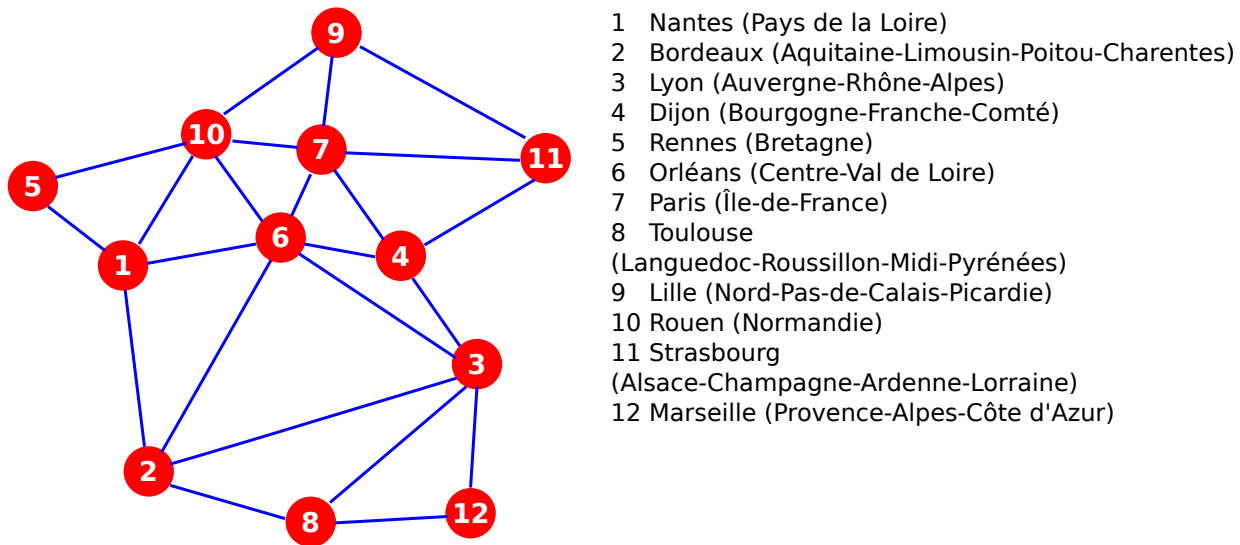 9
10
7
11
5
6
4
1
3
2
12
8
1 Nantes (Pays de la Loire)
2 Bordeaux (Aquitaine-Limousin-Poitou-Charentes)
3 Lyon (Auvergne-Rhône-Alpes)
4 Dijon (Bourgogne-Franche-Comté)
5 Rennes (Bretagne)
6 Orléans (Centre-Val de Loire)
7 Paris (Île-de-France)
8 Toulouse
(Languedoc-Roussillon-Midi-Pyrénées)
9 Lille (Nord-Pas-de-Calais-Picardie)
10 Rouen (Normandie)
11 Strasbourg
(Alsace-Champagne-Ardenne-Lorraine)
12 Marseille (Provence-Alpes-Côte d'Azur)